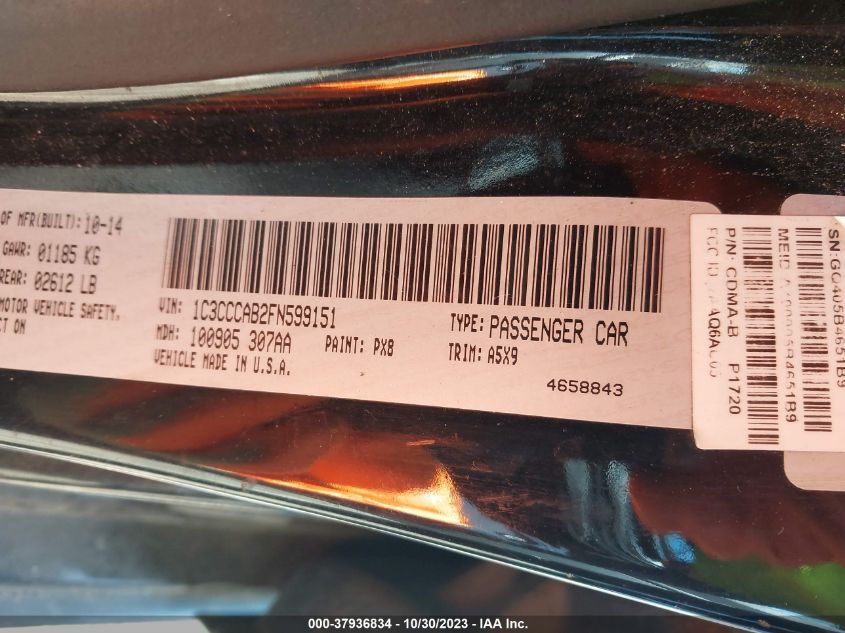 OF MFR(BUILT): 10-14
GAWR: 01185 KG
REAR: 02612 LB
MOTOR VEHICLE SAFETY,
ON
VIN: 1C3CCCAB2FN599151
TYPE: PASSENGER CAR
MDH: 100905 307AA
PAINT: PX8
TRIM: A5X9
VEHICLE MADE IN U.S.A.
4658843
MEID:
P/N: CDMA-B P1720
FCC ID
000-37936834 / 10/30/2023 - IAA Inc.